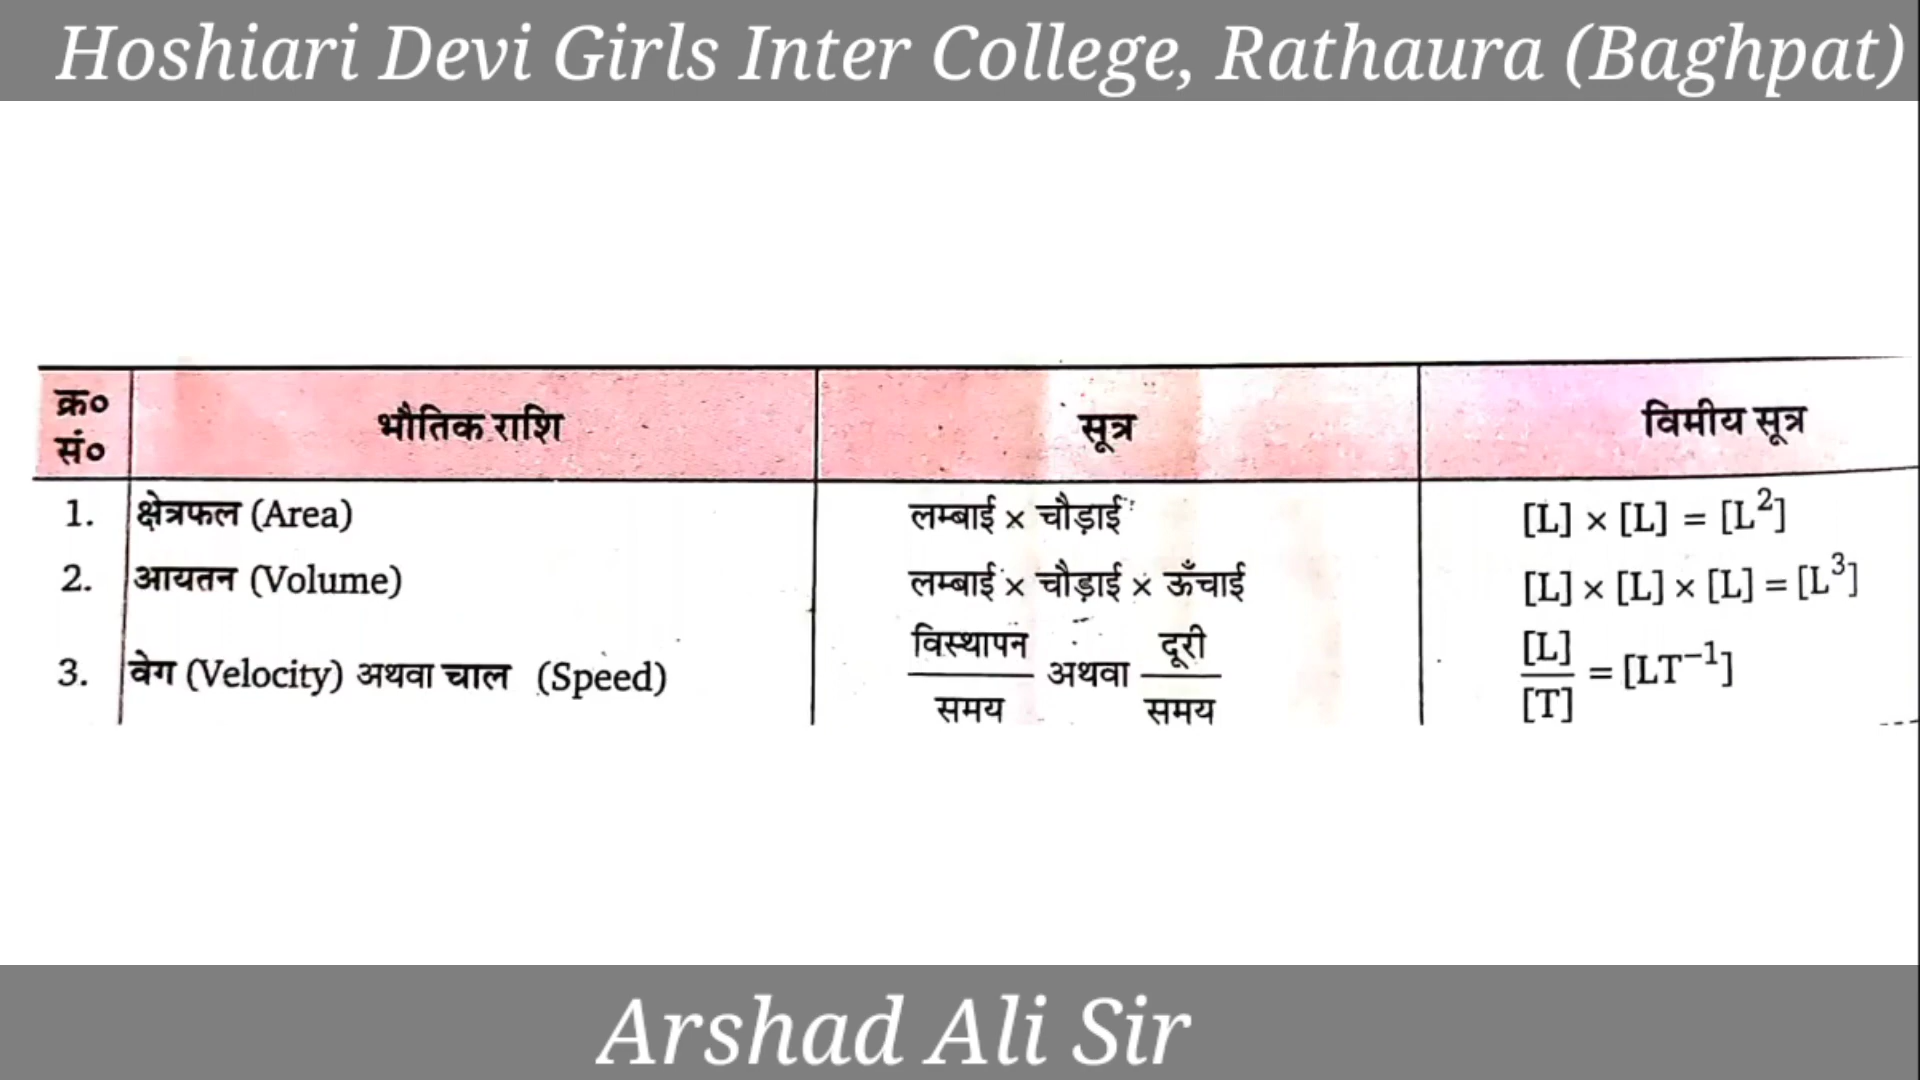 Hoshiari Devi Girls Inter College, Rathaura (Baghpat)
क्र० सं० भौतिक राशि सूत्र विमीय सूत्र
1. क्षेत्रफल (Area) लम्बाई × चौड़ाई [L] × [L] = [L²]
2. आयतन (Volume) लम्बाई × चौड़ाई × ऊँचाई [L] × [L] × [L] = [L³]
3. वेग (Velocity) अथवा चाल (Speed) विस्थापन/समय अथवा दूरी/समय [L]/[T] = [LT⁻¹]
Arshad Ali Sir